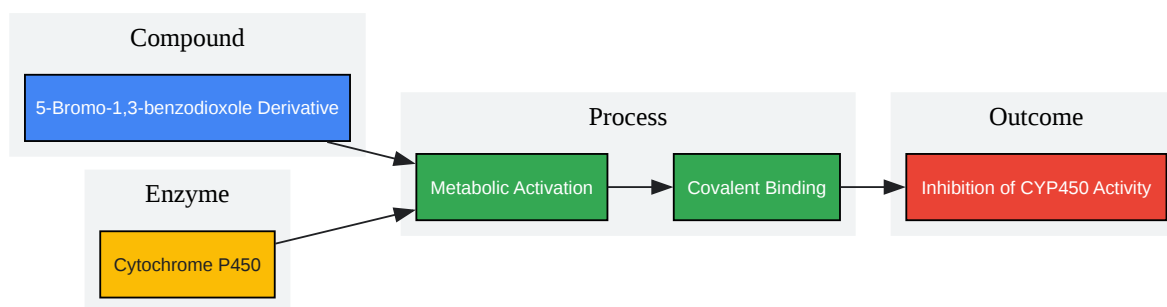 Compound
5-Bromo-1,3-benzodioxole Derivative
Enzyme
Cytochrome P450
Process
Metabolic Activation
Covalent Binding
Outcome
Inhibition of CYP450 Activity